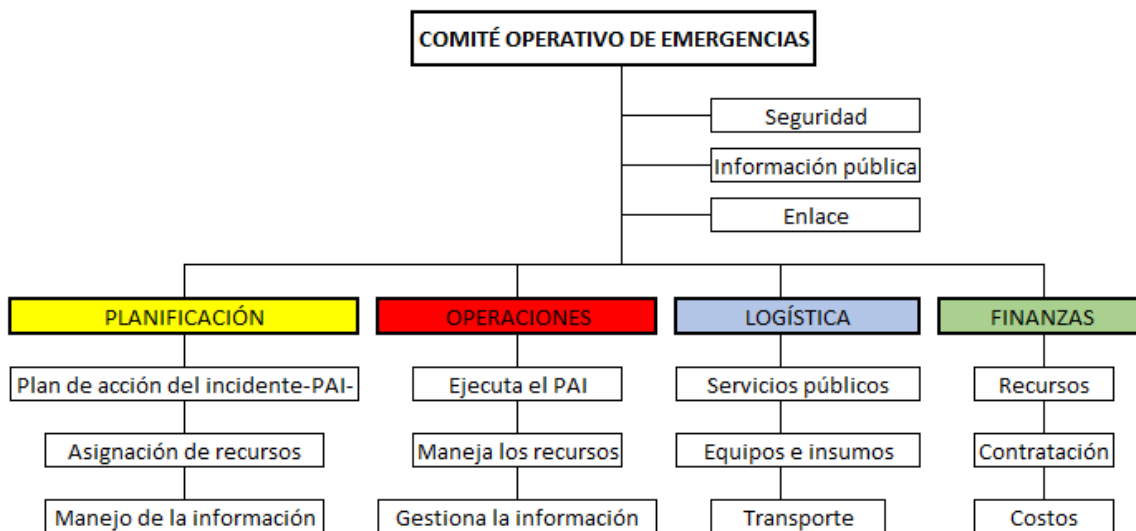 COMITÉ OPERATIVO DE EMERGENCIAS
Seguridad
Información pública
Enlace
PLANIFICACIÓN
OPERACIONES
LOGÍSTICA
FINANZAS
Plan de acción del incidente-PAI-
Ejecuta el PAI
Servicios públicos
Recursos
Asignación de recursos
Maneja los recursos
Equipos e insumos
Contratación
Manejo de la información
Gestiona la información
Transporte
Costos